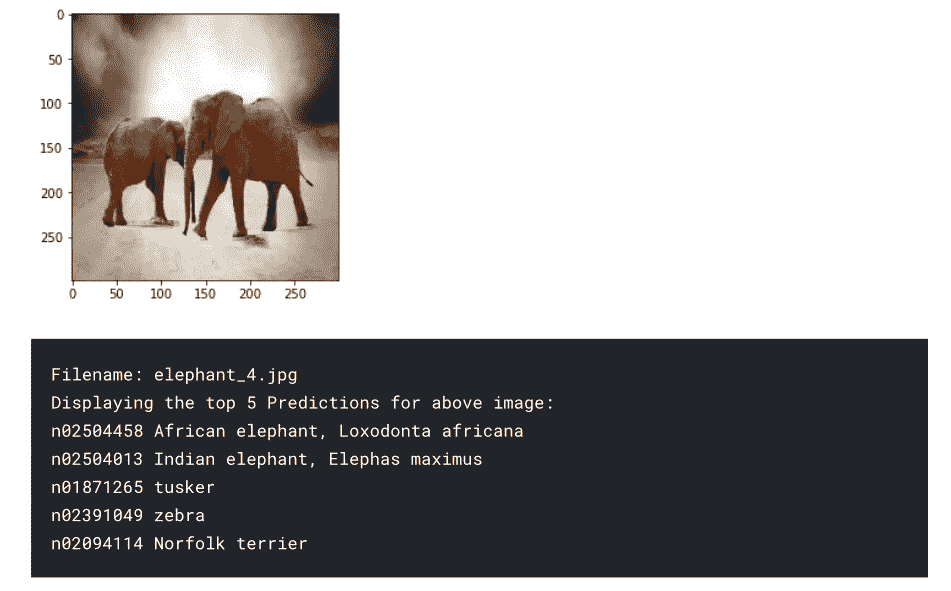 0
50
100
150
200
250
0 50 100 150 200 250
Filename: elephant_4.jpg
Displaying the top 5 Predictions for above image:
n02504458 African elephant, Loxodonta africana
n02504013 Indian elephant, Elephas maximus
n01871265 tusker
n02391049 zebra
n02094114 Norfolk terrier